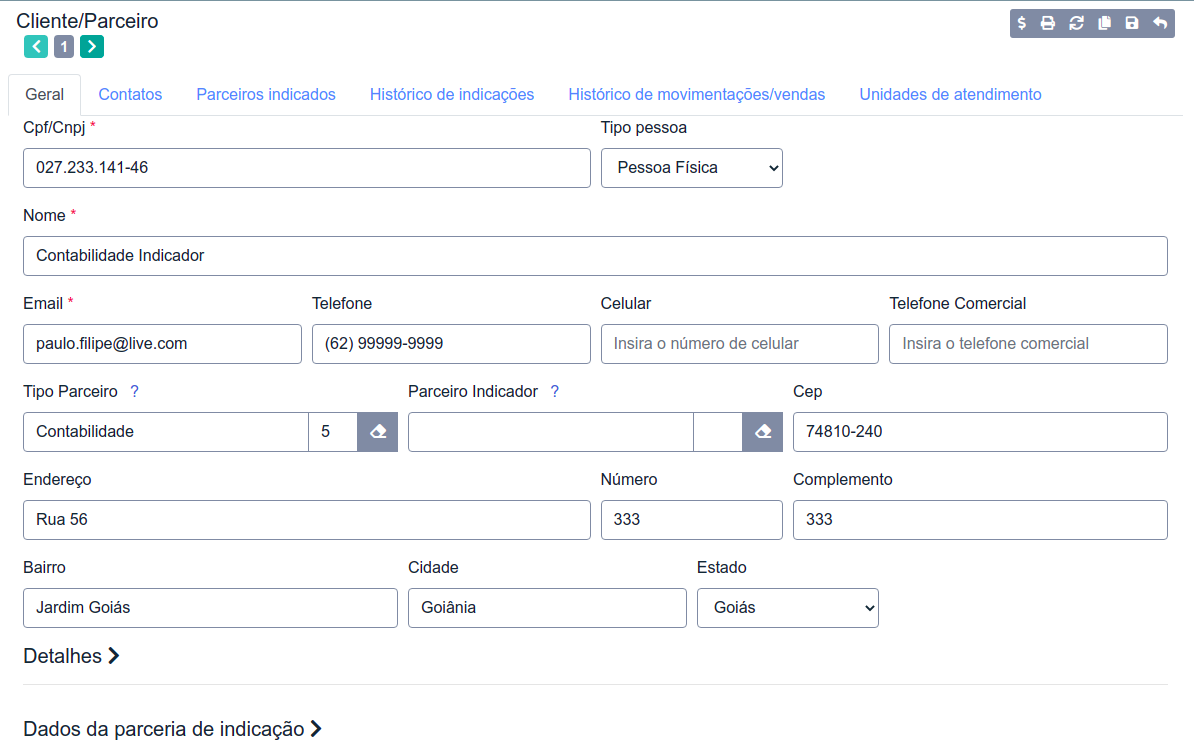 Cliente/Parceiro
1
Geral Contatos Parceiros indicados Histórico de indicações Histórico de movimentações/vendas Unidades de atendimento
Cpf/Cnpj * Tipo pessoa
027.233.141-46 Pessoa Física
Nome *
Contabilidade Indicador
Email * Telefone Celular Telefone Comercial
paulo.filipe@live.com (62) 99999-9999 Insira o número de celular Insira o telefone comercial
Tipo Parceiro ? Parceiro Indicador ? Cep
Contabilidade 5 74810-240
Endereço Número Complemento
Rua 56 333 333
Bairro Cidade Estado
Jardim Goiás Goiânia Goiás
Detalhes
Dados da parceria de indicação